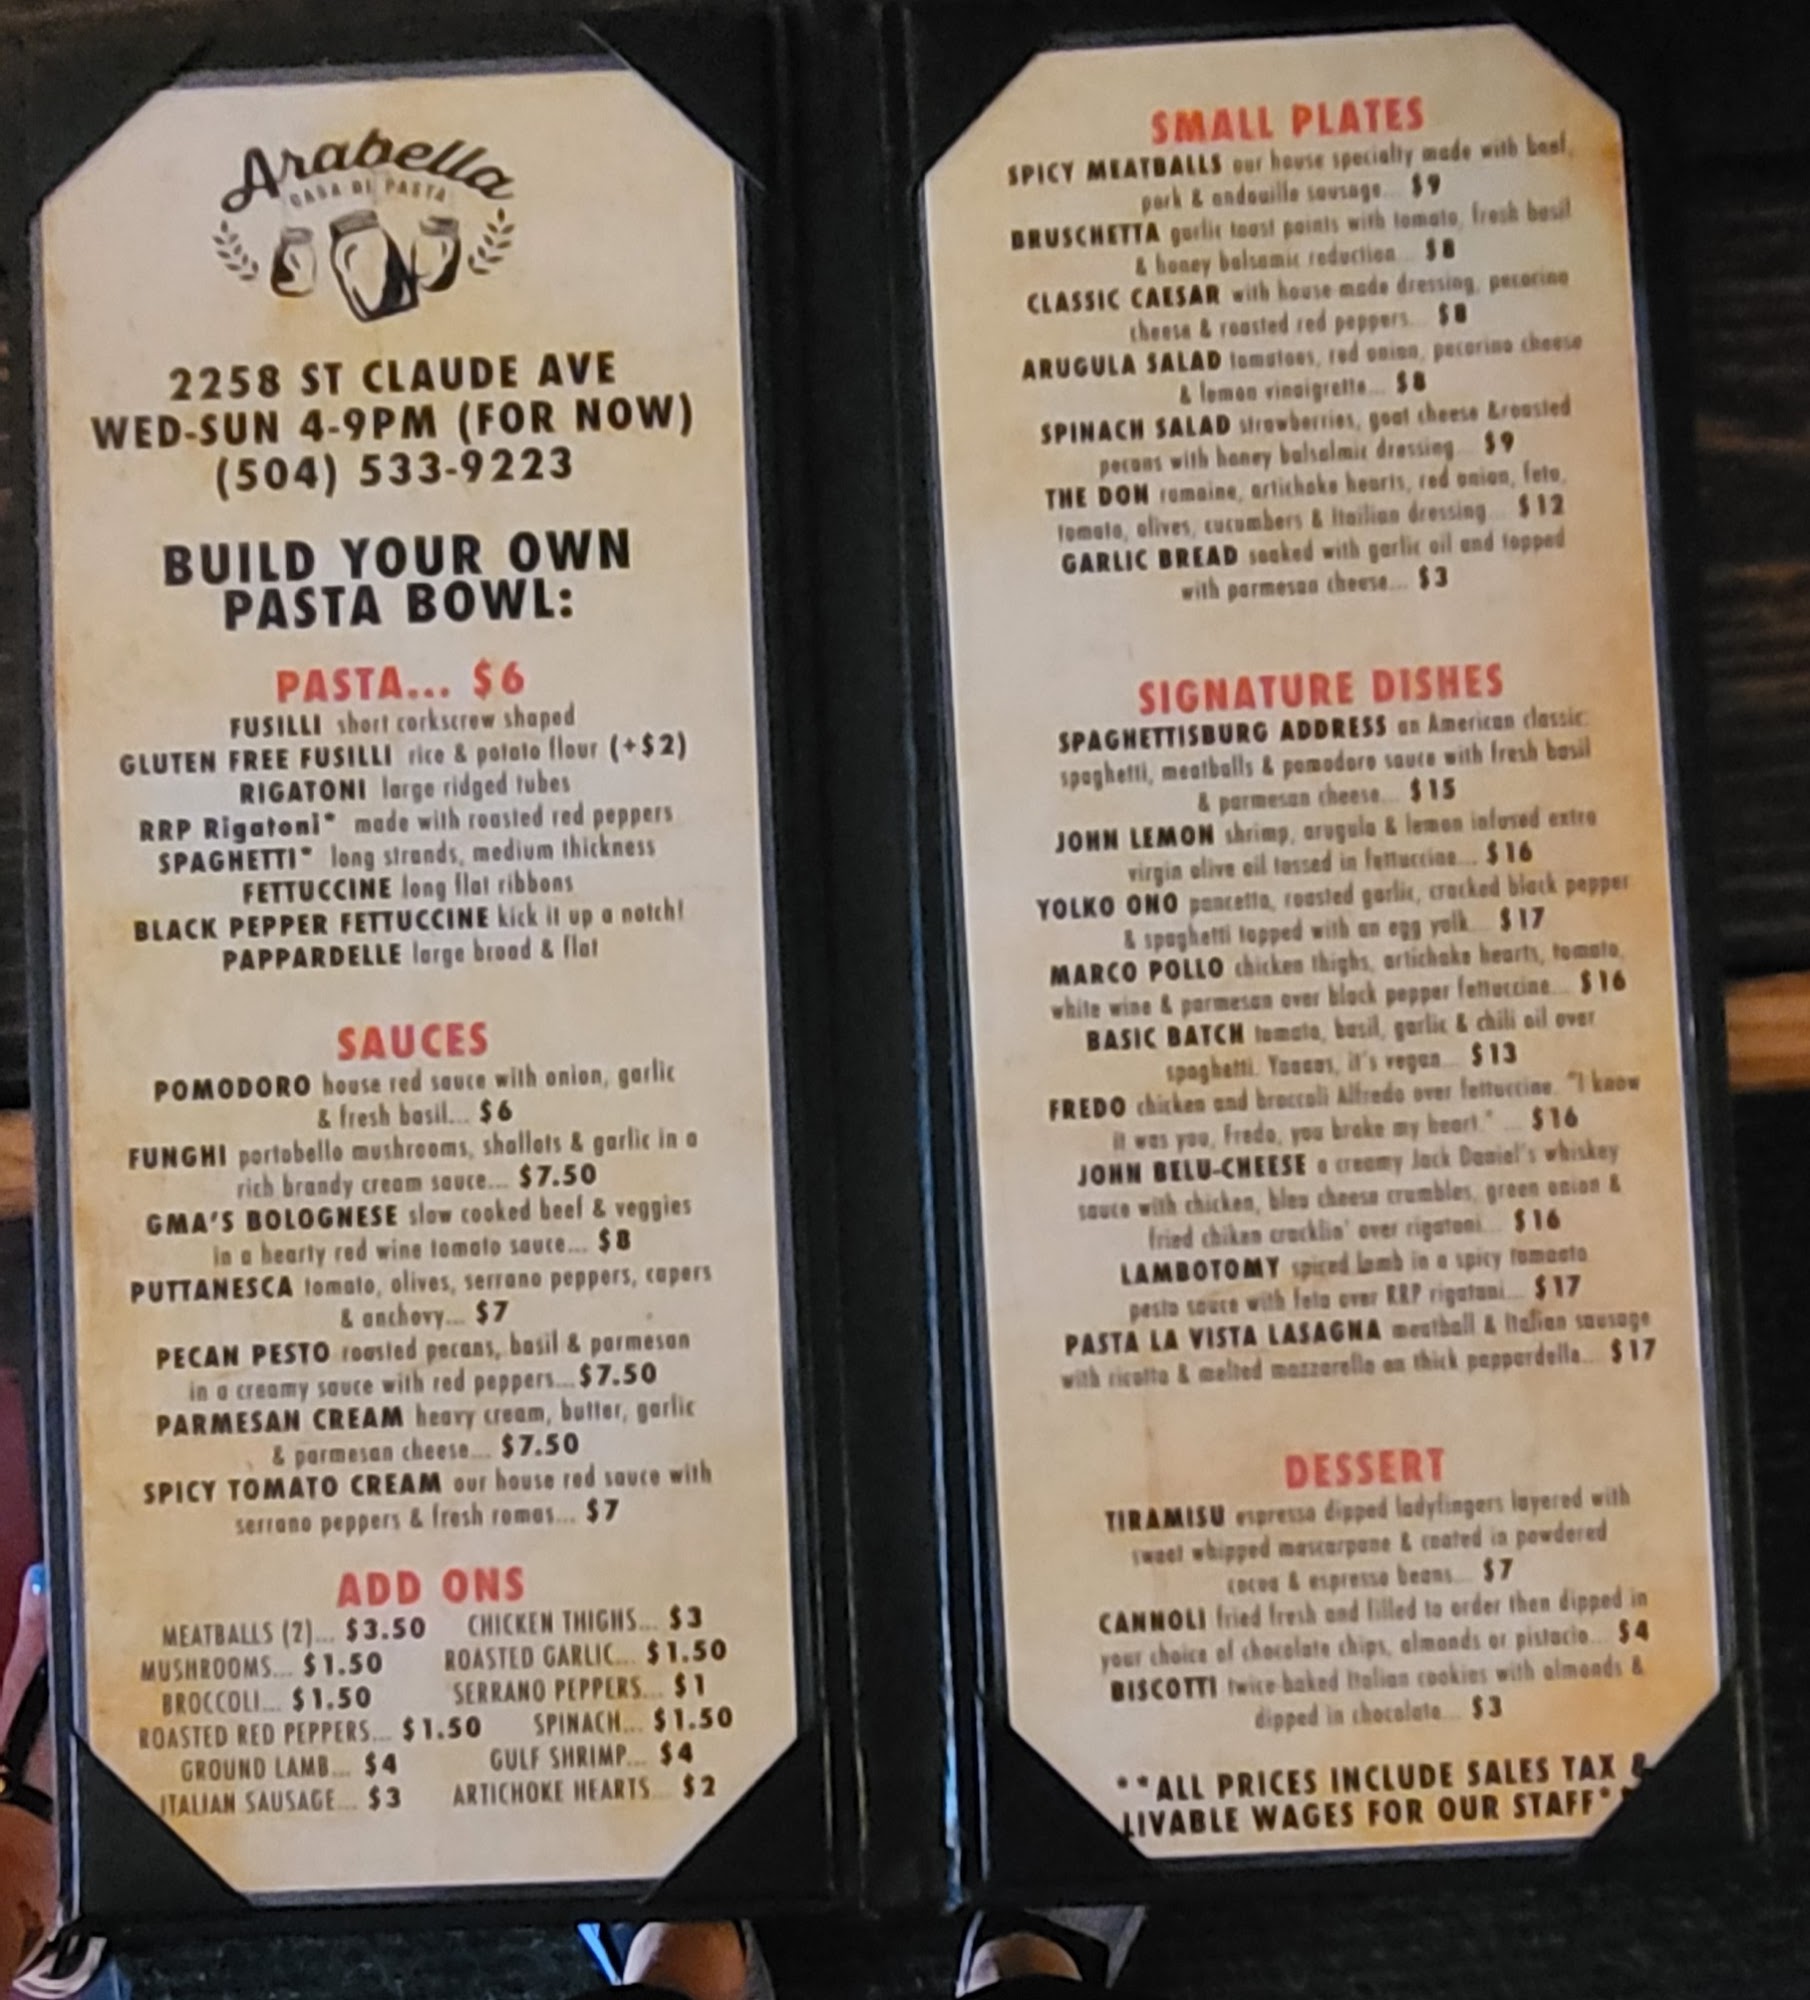 Arabella
CASA DI PASTA
2258 ST CLAUDE AVE
WED-SUN 4-9PM (FOR NOW)
(504) 533-9223
BUILD YOUR OWN
PASTA BOWL:
PASTA... $6
FUSILLI short corkscrew shaped
GLUTEN FREE FUSILLI rice & potato flour (+$2)
RIGATONI large ridged tubes
RRP Rigatoni* made with roasted red peppers
SPAGHETTI* long strands, medium thickness
FETTUCCINE long flat ribbons
BLACK PEPPER FETTUCCINE kick it up a notch!
PAPPARDELLE large broad & flat
SAUCES
POMODORO house red sauce with onion, garlic
& fresh basil... $6
FUNGHI portobello mushrooms, shallots & garlic in a
rich brandy cream sauce... $7.50
GMA'S BOLOGNESE slow cooked beef & veggies
in a hearty red wine tomato sauce... $8
PUTTANESCA tomato, olives, serrano peppers, capers
& anchovy... $7
PECAN PESTO roasted pecans, basil & parmesan
in a creamy sauce with red peppers... $7.50
PARMESAN CREAM heavy cream, butter, garlic
& parmesan cheese... $7.50
SPICY TOMATO CREAM our house red sauce with
serrano peppers & fresh romas... $7
ADD ONS
MEATBALLS (2)... $3.50 CHICKEN THIGHS... $3
MUSHROOMS... $1.50 ROASTED GARLIC... $1.50
BROCCOLI... $1.50 SERRANO PEPPERS... $1
ROASTED RED PEPPERS... $1.50 SPINACH... $1.50
GROUND LAMB... $4 GULF SHRIMP... $4
ITALIAN SAUSAGE... $3 ARTICHOKE HEARTS... $2
SMALL PLATES
SPICY MEATBALLS our house specialty made with beef,
pork & andouille sausage... $9
BRUSCHETTA garlic toast points with tomato, fresh basil
& honey balsamic reduction... $8
CLASSIC CAESAR with house-made dressing, pecorino
cheese & roasted red peppers... $8
ARUGULA SALAD tomatoes, red onion, pecorino cheese
& lemon vinaigrette... $8
SPINACH SALAD strawberries, goat cheese &roasted
pecans with honey balsalmic dressing... $9
THE DON romaine, artichoke hearts, red onion, feta,
tomato, olives, cucumbers & Itailian dressing... $12
GARLIC BREAD soaked with garlic oil and topped
with parmesan cheese... $3
SIGNATURE DISHES
SPAGHETTISBURG ADDRESS an American classic:
spaghetti, meatballs & pomodoro sauce with fresh basil
& parmesan cheese... $15
JOHN LEMON shrimp, arugula & lemon infused extra
virgin olive oil tossed in fettuccine... $16
YOLKO ONO pancetta, roasted garlic, cracked black pepper
& spaghetti topped with an egg yolk... $17
MARCO POLLO chicken thighs, artichoke hearts, tomato,
white wine & parmesan over black pepper fettuccine... $16
BASIC BATCH tomato, basil, garlic & chili oil over
spaghetti. Yaaaas, it's vegan... $13
FREDO chicken and broccoli Alfredo over fettuccine. "I know
it was you, Fredo, you broke my heart." ... $16
JOHN BELU-CHEESE a creamy Jack Daniel's whiskey
sauce with chicken, bleu cheese crumbles, green onion &
fried chiken cracklin' over rigatoni... $16
LAMBOTOMY spiced lamb in a spicy tomaato
pesto sauce with feta over RRP rigatoni... $17
PASTA LA VISTA LASAGNA meatball & Italian sausage
with ricotta & melted mozzarella on thick pappardelle... $17
DESSERT
TIRAMISU espresso dipped ladyfingers layered with
sweet whipped mascarpone & coated in powdered
cocoa & espresso beans... $7
CANNOLI fried fresh and filled to order then dipped in
your choice of chocolate chips, almonds or pistacio... $4
BISCOTTI twice-baked Italian cookies with almonds &
dipped in chocolate... $3
**ALL PRICES INCLUDE SALES TAX &
LIVABLE WAGES FOR OUR STAFF**